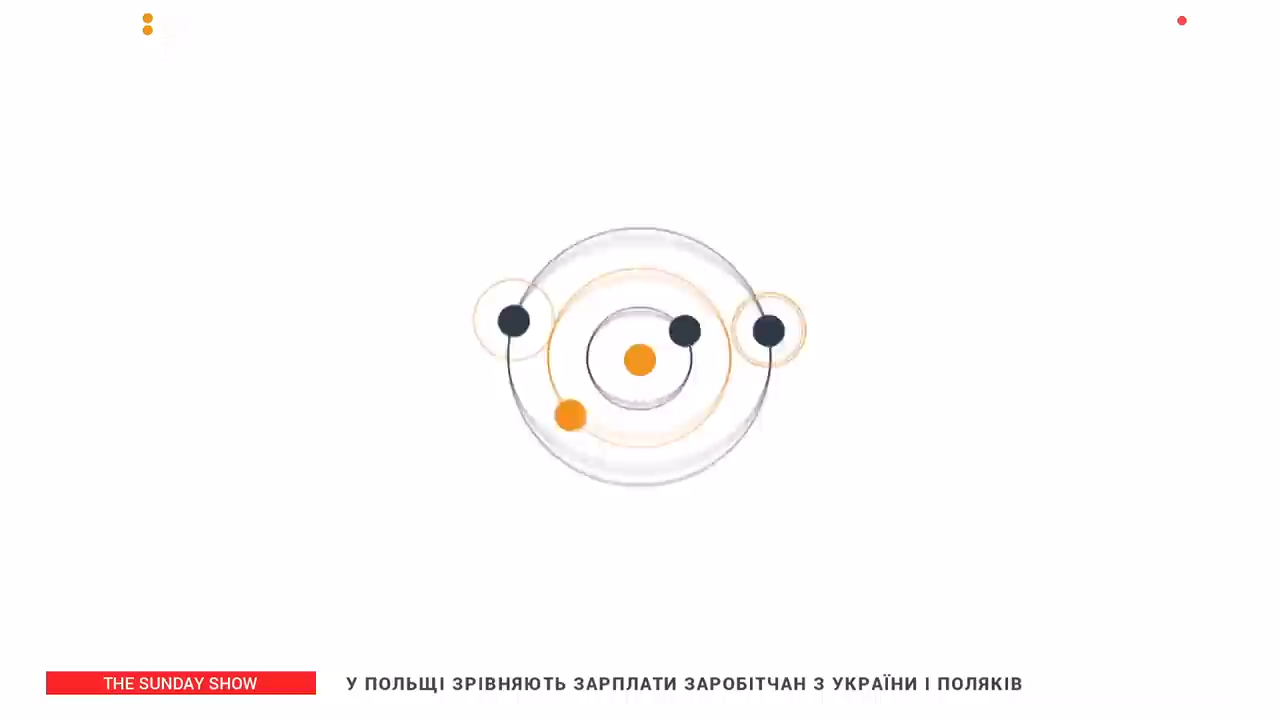 THE SUNDAY SHOW
У ПОЛЬЩІ ЗРІВНЯЮТЬ ЗАРПЛАТИ ЗАРОБІТЧАН З УКРАЇНИ І ПОЛЯКІВ